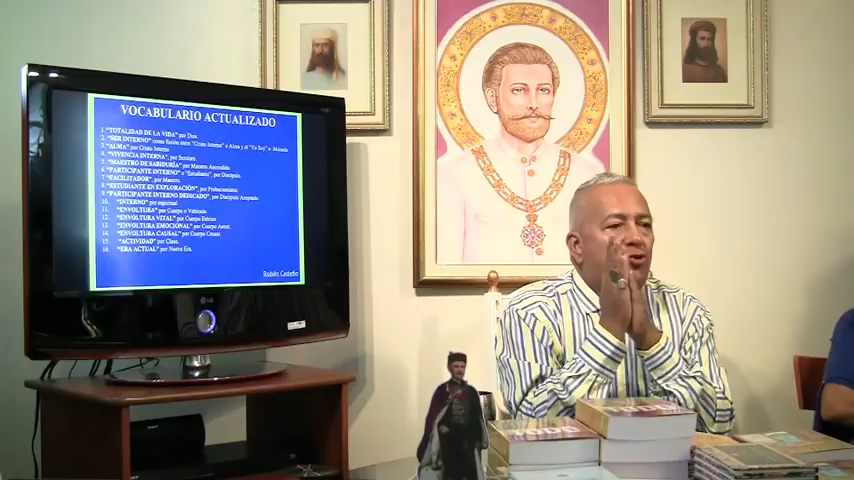 VOCABULARIO ACTUALIZADO
1. "TOTALIDAD DE LA VIDA" por Dios.
2. "SER INTERNO" como fusión entre "Cristo Interno" o Alma y el "Yo Soy" o Mónada
3. "ALMA" por Cristo Interno
4. "VIVENCIA INTERNA" por Sendero
5. "MAESTRO DE SABIDURÍA" por Maestro Ascendido
6. "PARTICIPANTE INTERNO" o "Estudiante", por Discípulo.
7. "FACILITADOR" por Maestro.
8. "ESTUDIANTE EN EXPLORACIÓN", por Probacionista.
9. "PARTICIPANTE INTERNO DEDICADO" por Discípulo Aceptado
10. "INTERNO" por espiritual
11. "ENVOLTURA" por Cuerpo o Vehículo
12. "ENVOLTURA VITAL" por Cuerpo Etérico
13. "ENVOLTURA EMOCIONAL" por Cuerpo Astral
14. "ENVOLTURA CAUSAL" por Cuerpo Causal.
15. "ACTIVIDAD" por Clase.
16. "ERA ACTUAL" por Nueva Era.
Rubén Cedeño
LG